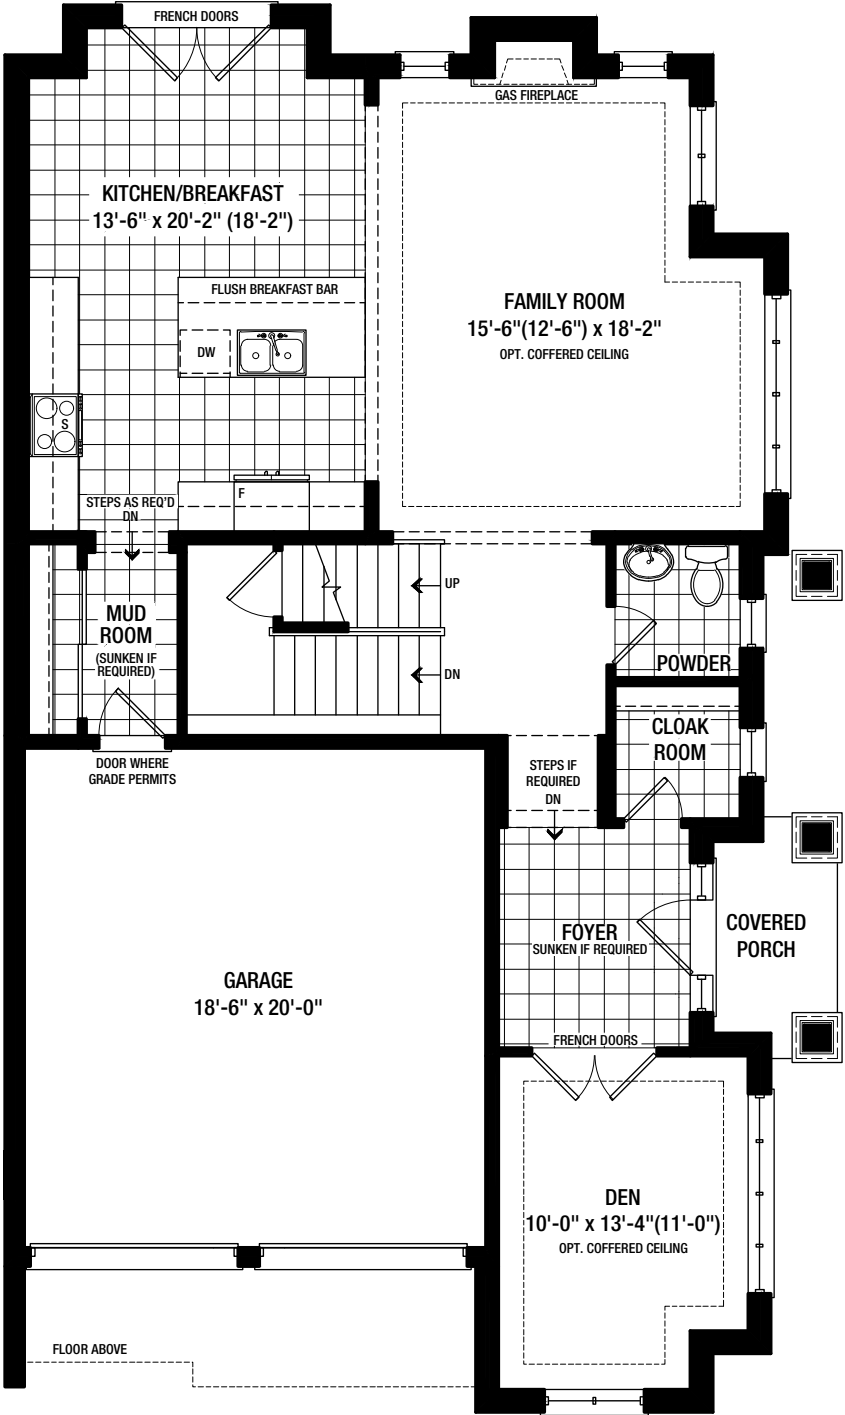 FRENCH DOORS
GAS FIREPLACE
KITCHEN/BREAKFAST
13'-6" x 20'-2" (18'-2")
FLUSH BREAKFAST BAR
FAMILY ROOM
15'-6"(12'-6") x 18'-2"
OPT. COFFERED CEILING
DW
S
F
STEPS AS REQ'D
DN
UP
MUD
ROOM
(SUNKEN IF
REQUIRED)
DN
POWDER
CLOAK
ROOM
DOOR WHERE
GRADE PERMITS
STEPS IF
REQUIRED
DN
FOYER
SUNKEN IF REQUIRED
COVERED
PORCH
GARAGE
18'-6" x 20'-0"
FRENCH DOORS
DEN
10'-0" x 13'-4"(11'-0")
OPT. COFFERED CEILING
FLOOR ABOVE